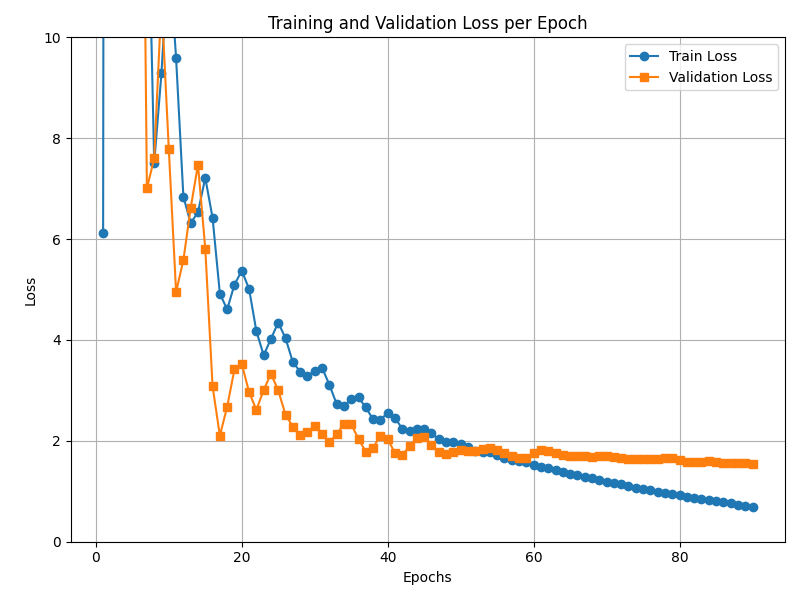 Training and Validation Loss per Epoch
Train Loss
Validation Loss
Loss
10
8
6
4
2
0
0 20 40 60 80
Epochs